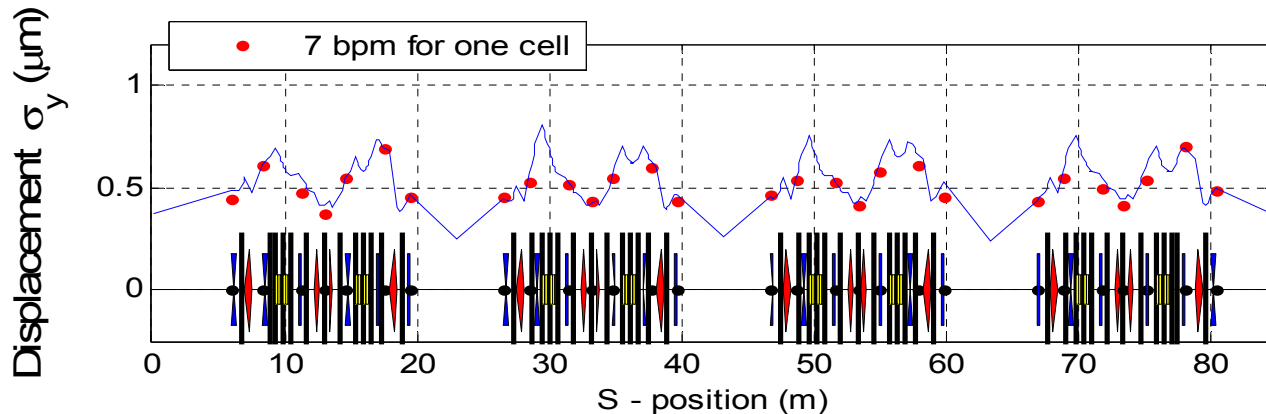 7 bpm for one cell
Displacement σy (μm)
1
0.5
0
0 10 20 30 40 50 60 70 80
S - position (m)